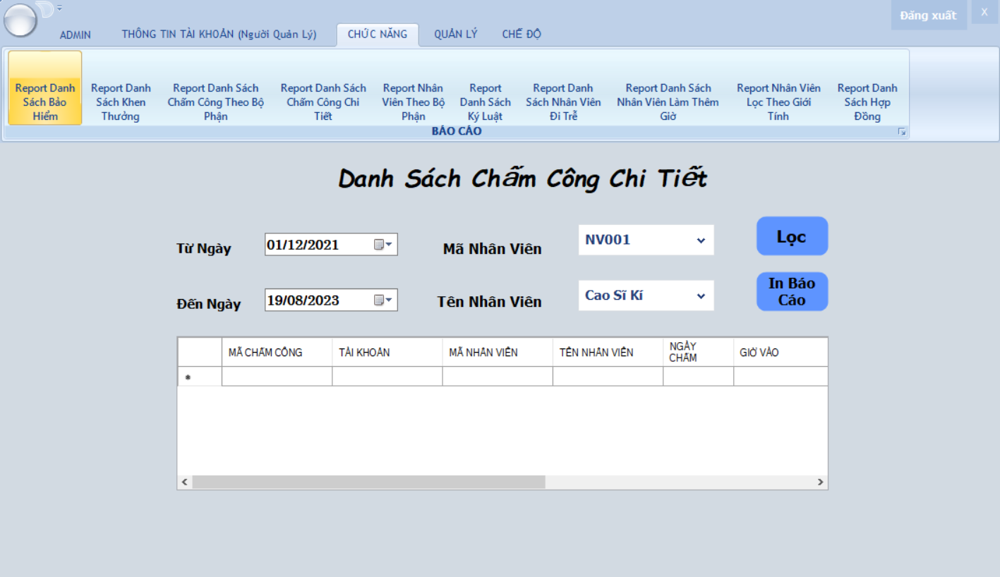 Đăng xuất
X
ADMIN
THÔNG TIN TÀI KHOẢN (Người Quản Lý)
CHỨC NĂNG
QUẢN LÝ
CHẾ ĐỘ
Report Danh
Sách Bảo
Hiểm
Report Danh
Sách Khen
Thưởng
Report Danh Sách
Chấm Công Theo Bộ
Phận
Report Danh Sách
Chấm Công Chi
Tiết
Report Nhân
Viên Theo Bộ
Phận
Report
Danh Sách
Kỷ Luật
Report Danh
Sách Nhân Viên
Đi Trễ
Report Danh Sách
Nhân Viên Làm Thêm
Giờ
Report Nhân Viên
Lọc Theo Giới
Tính
Report Danh
Sách Hợp
Đồng
BÁO CÁO
Danh Sách Chấm Công Chi Tiết
Từ Ngày
01/12/2021
Mã Nhân Viên
NV001
Lọc
Đến Ngày
19/08/2023
Tên Nhân Viên
Cao Sĩ Kí
In Báo
Cáo
MÃ CHẤM CÔNG
TÀI KHOẢN
MÃ NHÂN VIÊN
TÊN NHÂN VIÊN
NGÀY
CHẤM
GIỜ VÀO